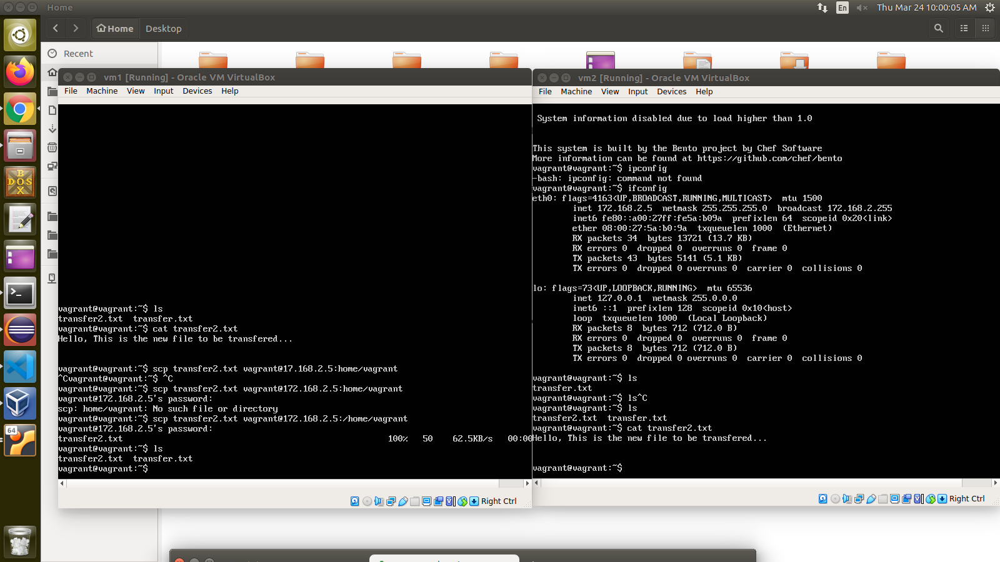 Home
En
Thu Mar 24 10:00:05 AM
Home
Desktop
Recent
vm1 [Running] - Oracle VM VirtualBox
File Machine View Input Devices Help
vagrant@vagrant:~$ ls
transfer2.txt  transfer.txt
vagrant@vagrant:~$ cat transfer2.txt
Hello, This is the new file to be transfered...
vagrant@vagrant:~$ scp transfer2.txt vagrant@17.168.2.5:home/vagrant
^Cvagrant@vagrant:~$ ^C
vagrant@vagrant:~$ scp transfer2.txt vagrant@172.168.2.5:home/vagrant
vagrant@172.168.2.5's password:
scp: home/vagrant: No such file or directory
vagrant@vagrant:~$ scp transfer2.txt vagrant@172.168.2.5:/home/vagrant
vagrant@172.168.2.5's password:
transfer2.txt 100% 50 62.5KB/s 00:00
vagrant@vagrant:~$ ls
transfer2.txt  transfer.txt
vagrant@vagrant:~$
Right Ctrl
vm2 [Running] - Oracle VM VirtualBox
File Machine View Input Devices Help
System information disabled due to load higher than 1.0
This system is built by the Bento project by Chef Software
More information can be found at https://github.com/chef/bento
vagrant@vagrant:~$ ipconfig
-bash: ipconfig: command not found
vagrant@vagrant:~$ ifconfig
eth0: flags=4163<UP,BROADCAST,RUNNING,MULTICAST>  mtu 1500
inet 172.168.2.5  netmask 255.255.255.0  broadcast 172.168.2.255
inet6 fe80::a00:27ff:fe5a:b09a  prefixlen 64  scopeid 0x20<link>
ether 08:00:27:5a:b0:9a  txqueuelen 1000  (Ethernet)
RX packets 34  bytes 13721 (13.7 KB)
RX errors 0  dropped 0  overruns 0  frame 0
TX packets 43  bytes 5141 (5.1 KB)
TX errors 0  dropped 0 overruns 0  carrier 0  collisions 0
lo: flags=73<UP,LOOPBACK,RUNNING>  mtu 65536
inet 127.0.0.1  netmask 255.0.0.0
inet6 ::1  prefixlen 128  scopeid 0x10<host>
loop  txqueuelen 1000  (Local Loopback)
RX packets 8  bytes 712 (712.0 B)
RX errors 0  dropped 0  overruns 0  frame 0
TX packets 8  bytes 712 (712.0 B)
TX errors 0  dropped 0 overruns 0  carrier 0  collisions 0
vagrant@vagrant:~$ ls
transfer.txt
vagrant@vagrant:~$ ls^C
vagrant@vagrant:~$ ls
transfer2.txt  transfer.txt
vagrant@vagrant:~$ cat transfer2.txt
Hello, This is the new file to be transfered...
vagrant@vagrant:~$
Right Ctrl
BOX
DOS
64